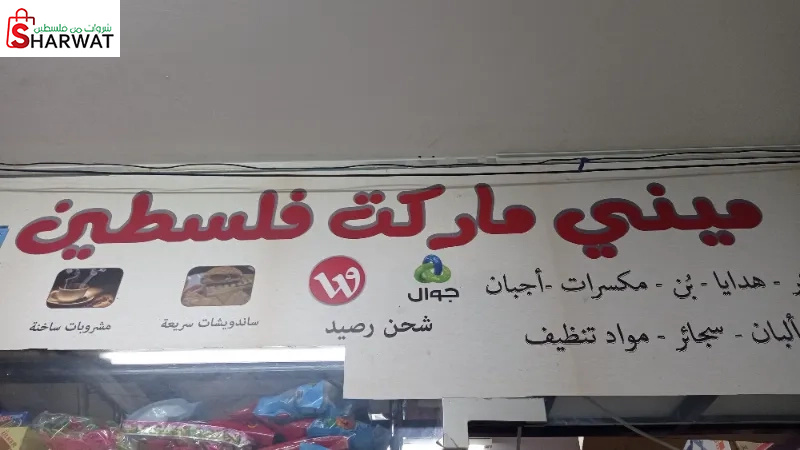 شروات من فلسطين
SHARWAT
ميني ماركت فلسطين
هدايا - بُن - مكسرات - أجبان
ألبان - سجائر - مواد تنظيف
جوال
شحن رصيد
ساندويشات سريعة
مشروبات ساخنة